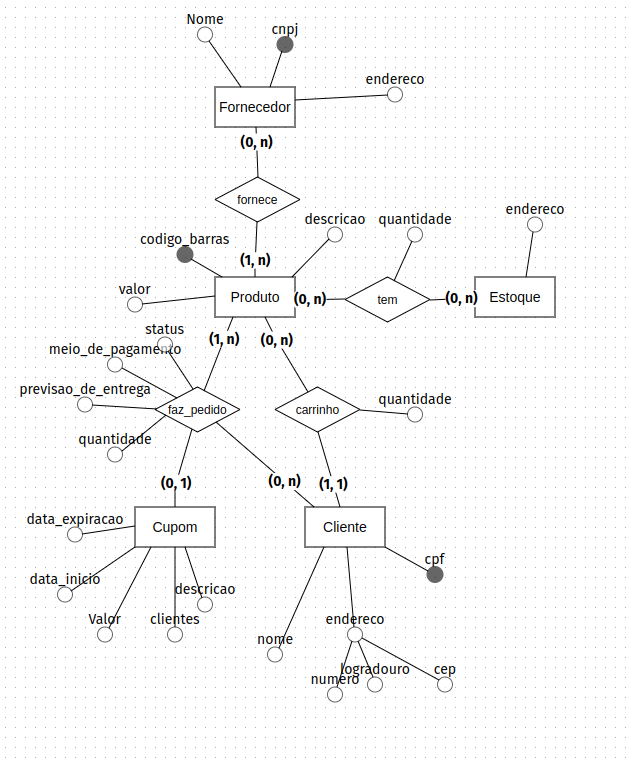 Nome
cnpj
endereco
Fornecedor
(0, n)
fornece
descricao
quantidade
endereco
codigo_barras
(1, n)
valor
Produto
(0, n)
tem
(0, n)
Estoque
status
(1, n)
(0, n)
meio_de_pagamento
previsao_de_entrega
faz_pedido
carrinho
quantidade
quantidade
(0, 1)
(0, n)
(1, 1)
data_expiracao
Cupom
Cliente
cpf
data_inicio
descricao
Valor
clientes
endereco
nome
logradouro
cep
numero